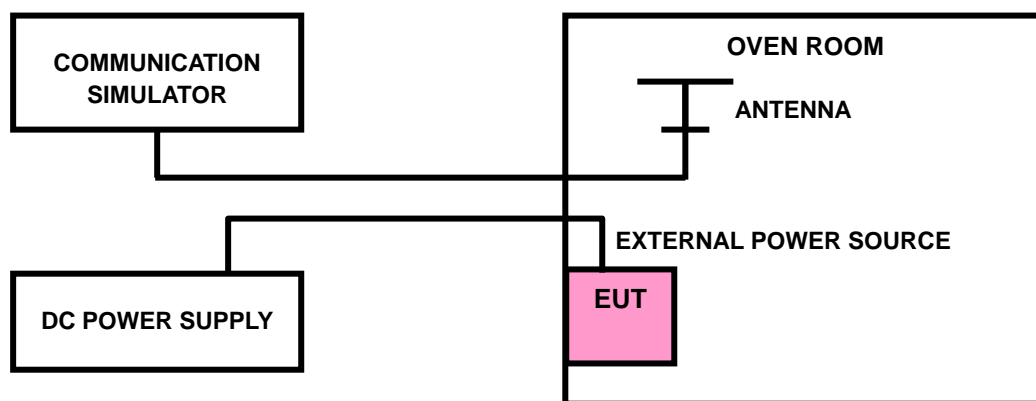 COMMUNICATION
SIMULATOR
OVEN ROOM
ANTENNA
EXTERNAL POWER SOURCE
EUT
DC POWER SUPPLY